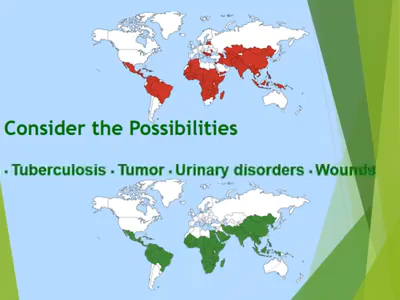 Consider the Possibilities
• Tuberculosis • Tumor • Urinary disorders • Wounds